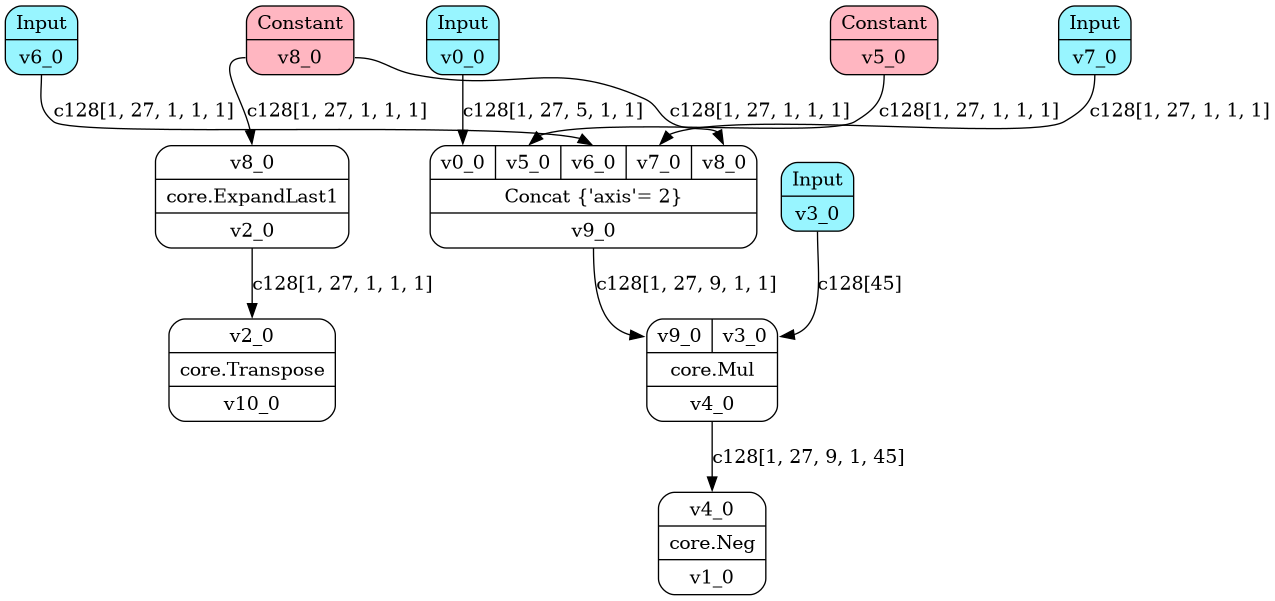 Input
v6_0
Constant
v8_0
Input
v0_0
Constant
v5_0
Input
v7_0
c128[1, 27, 1, 1, 1]
c128[1, 27, 1, 1, 1]
c128[1, 27, 5, 1, 1]
c128[1, 27, 1, 1, 1]
c128[1, 27, 1, 1, 1]
c128[1, 27, 1, 1, 1]
v8_0
core.ExpandLast1
v2_0
v0_0 v5_0 v6_0 v7_0 v8_0
Concat {'axis'= 2}
v9_0
Input
v3_0
c128[1, 27, 1, 1, 1]
c128[1, 27, 9, 1, 1]
c128[45]
v2_0
core.Transpose
v10_0
v9_0 v3_0
core.Mul
v4_0
c128[1, 27, 9, 1, 45]
v4_0
core.Neg
v1_0